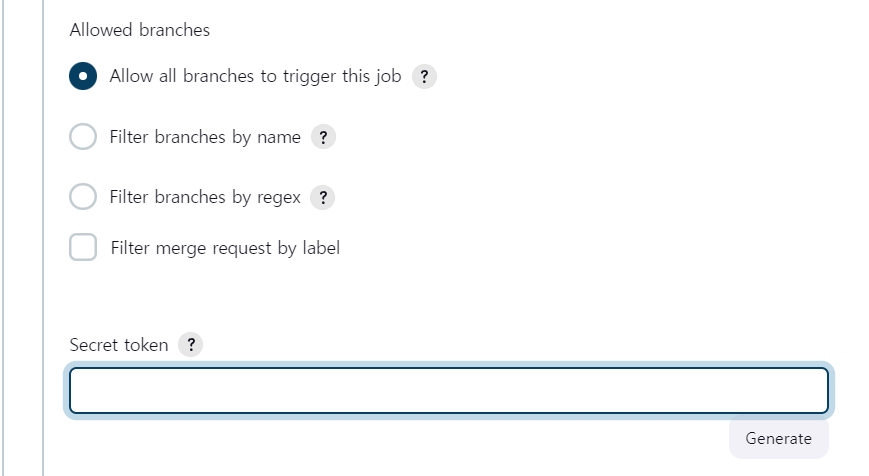 Allowed branches
Allow all branches to trigger this job ?
Filter branches by name ?
Filter branches by regex ?
Filter merge request by label
Secret token ?
Generate